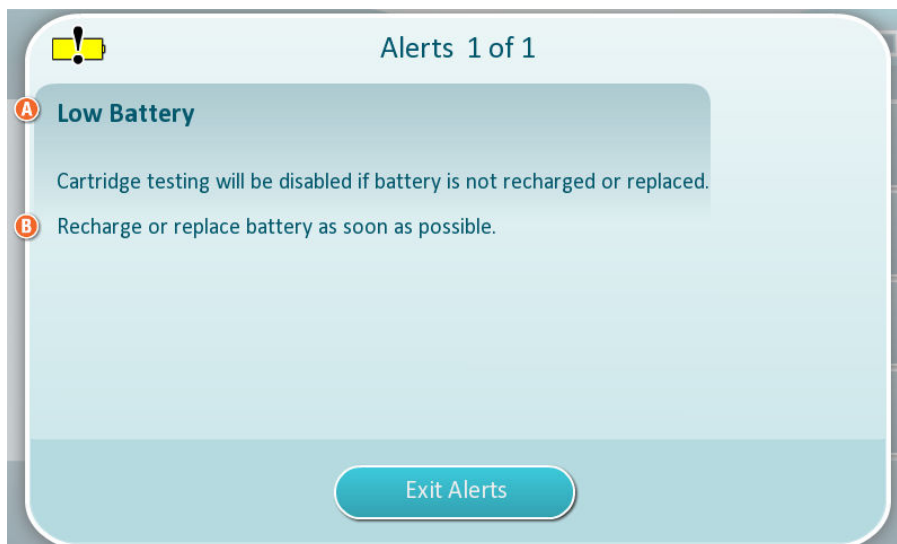 Alerts 1 of 1
A
Low Battery
Cartridge testing will be disabled if battery is not recharged or replaced.
B
Recharge or replace battery as soon as possible.
Exit Alerts